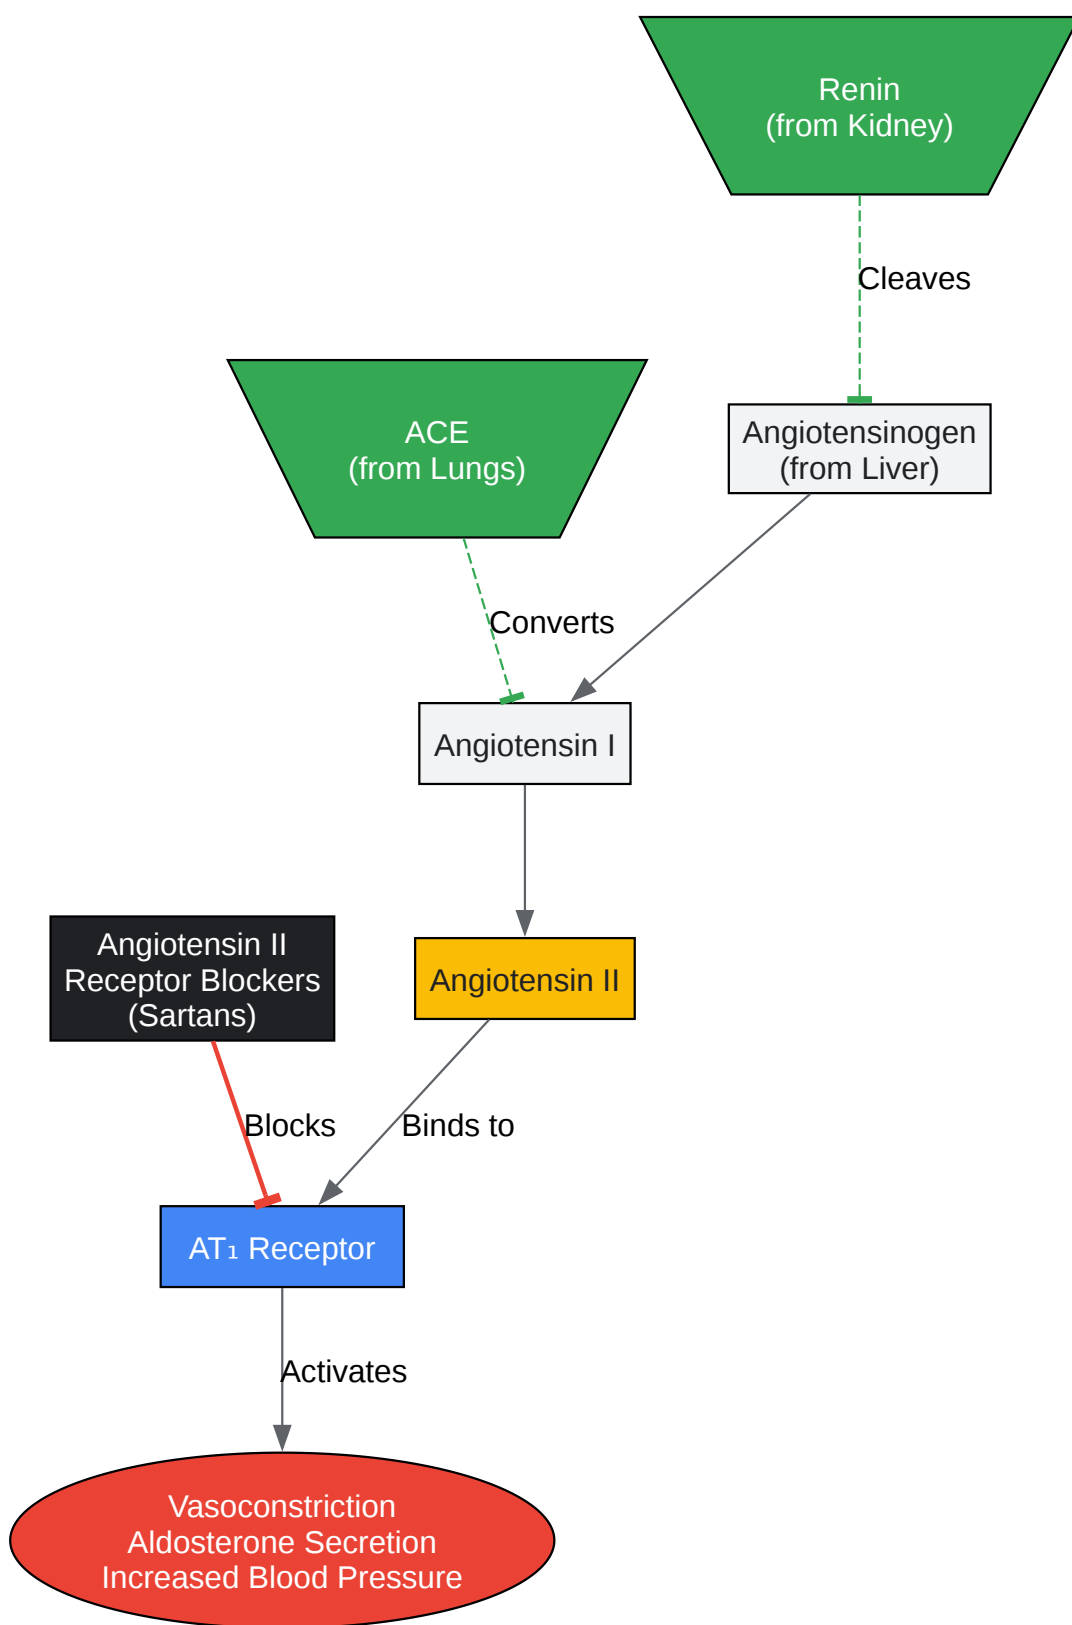 Renin
(from Kidney)
Cleaves
ACE
(from Lungs)
Angiotensinogen
(from Liver)
Converts
Angiotensin I
Angiotensin II
Receptor Blockers
(Sartans)
Angiotensin II
Blocks
Binds to
AT₁ Receptor
Activates
Vasoconstriction
Aldosterone Secretion
Increased Blood Pressure